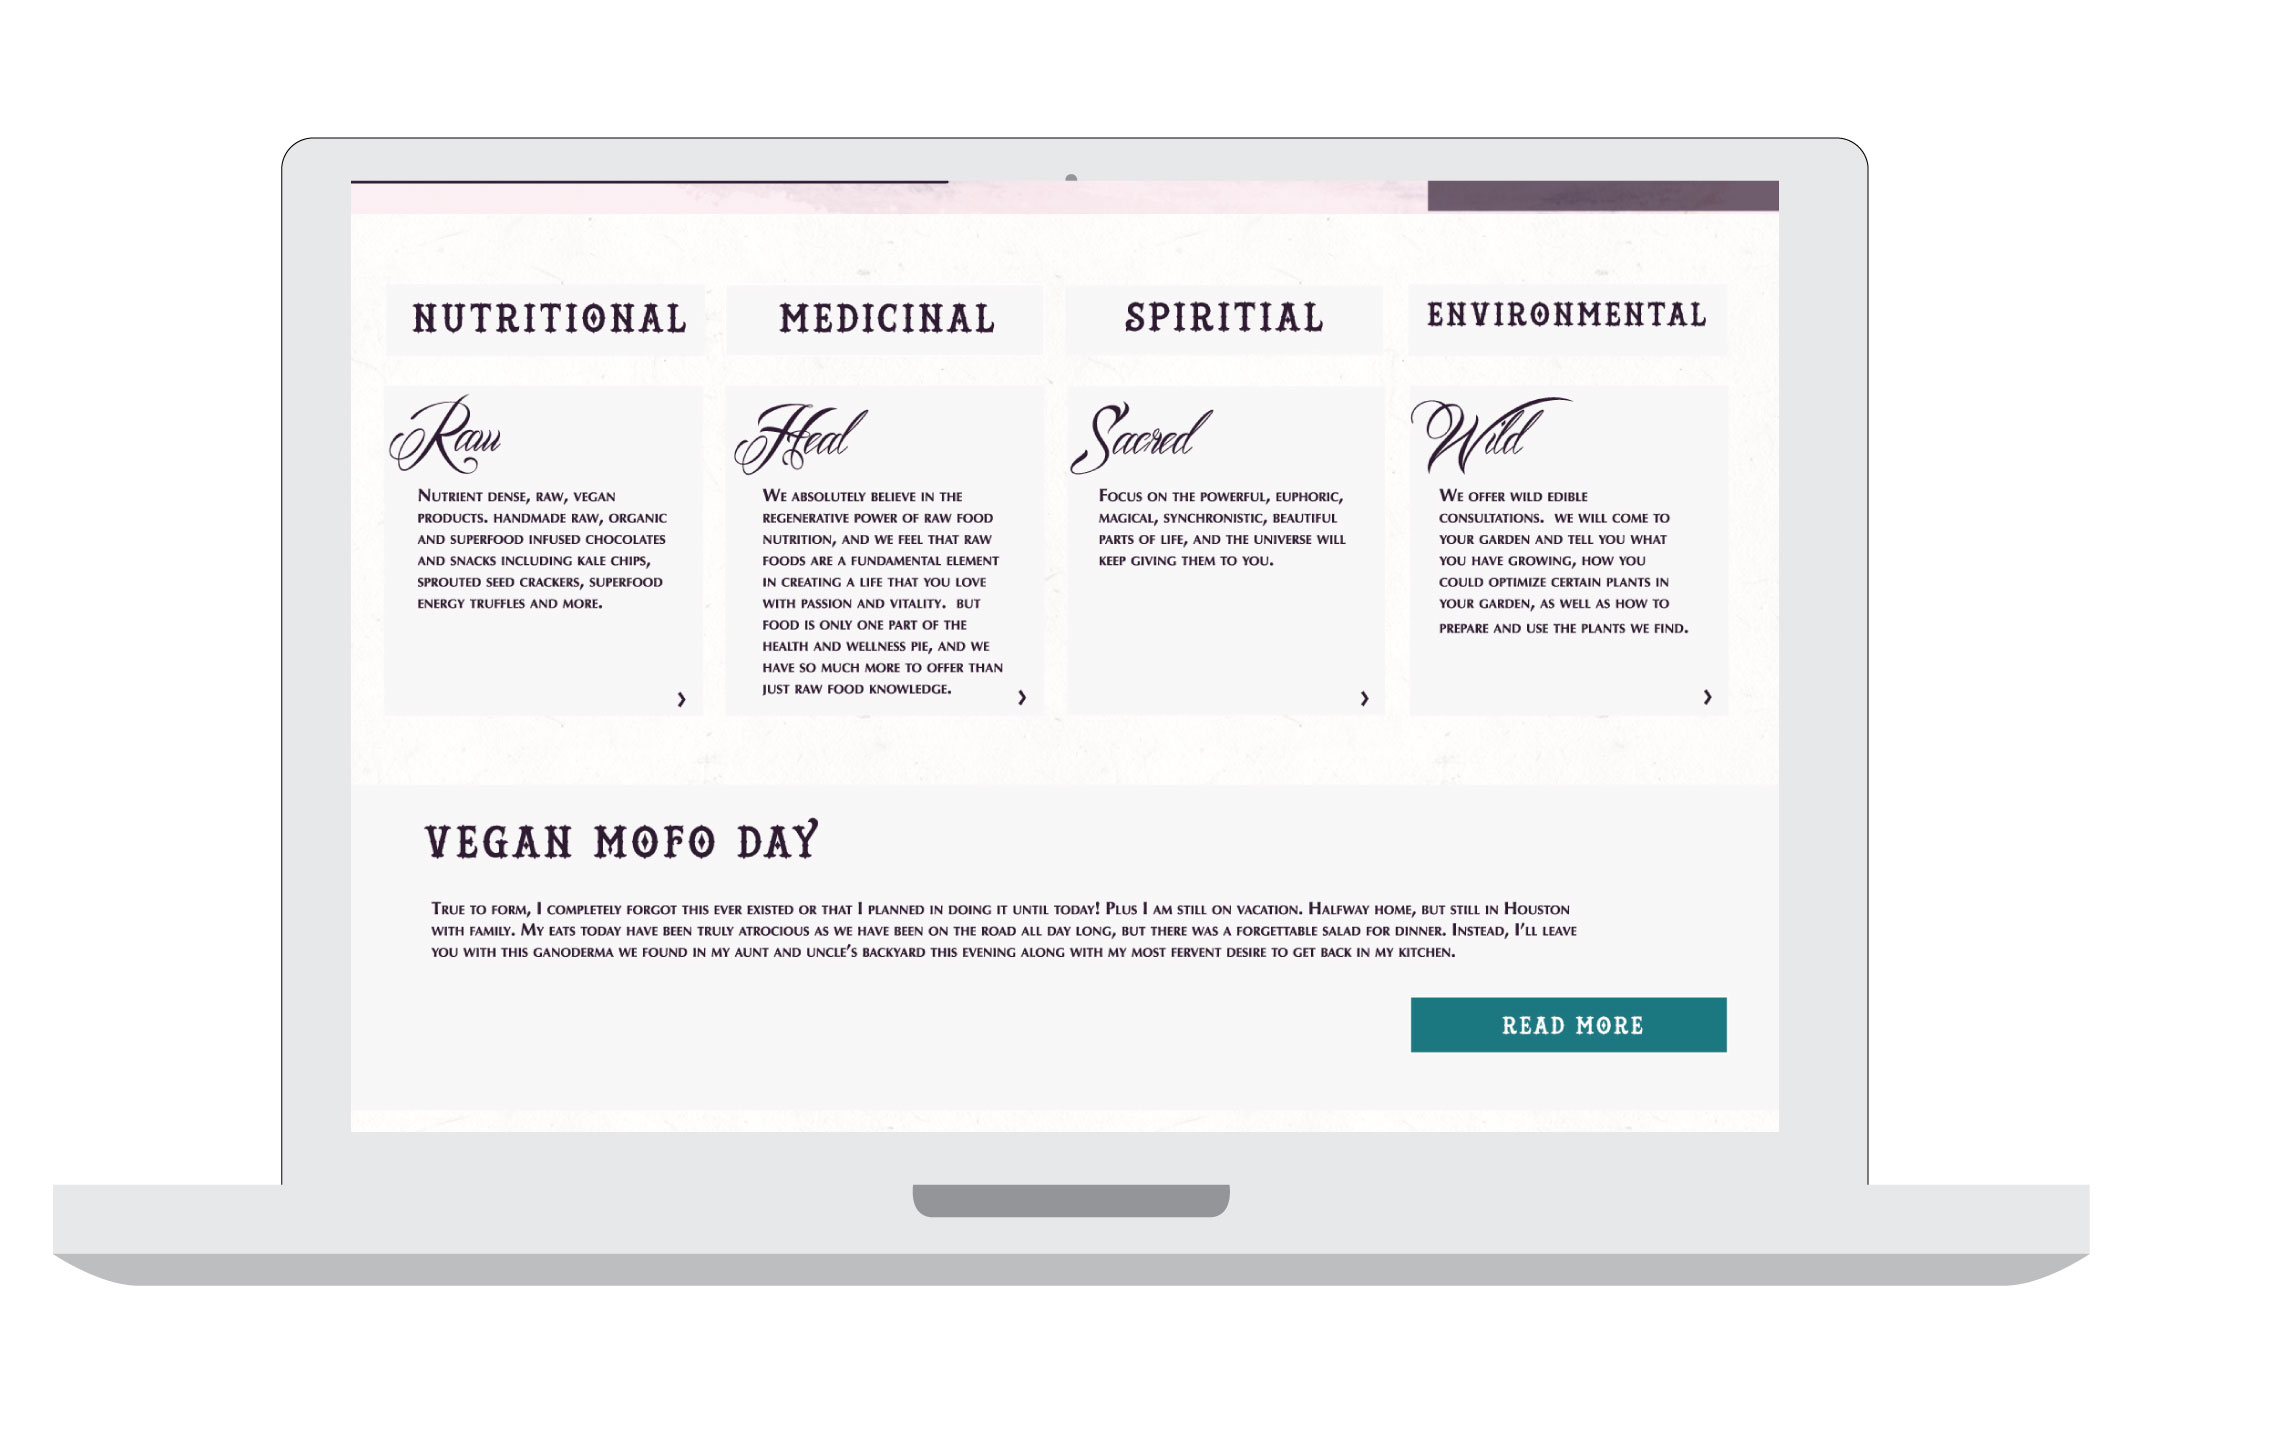 NUTRITIONAL
MEDICINAL
SPIRITIAL
ENVIRONMENTAL
Raw
Nutrient dense, raw, vegan
products. handmade raw, organic
and superfood infused chocolates
and snacks including kale chips,
sprouted seed crackers, superfood
energy truffles and more.
›
Heal
We absolutely believe in the
regenerative power of raw food
nutrition, and we feel that raw
foods are a fundamental element
in creating a life that you love
with passion and vitality.  but
food is only one part of the
health and wellness pie, and we
have so much more to offer than
just raw food knowledge.
›
Sacred
Focus on the powerful, euphoric,
magical, synchronistic, beautiful
parts of life, and the universe will
keep giving them to you.
›
Wild
We offer wild edible
consultations.  we will come to
your garden and tell you what
you have growing, how you
could optimize certain plants in
your garden, as well as how to
prepare and use the plants we find.
›
VEGAN MOFO DAY
True to form, I completely forgot this ever existed or that I planned in doing it until today! Plus I am still on vacation. Halfway home, but still in Houston
with family. My eats today have been truly atrocious as we have been on the road all day long, but there was a forgettable salad for dinner. Instead, I'll leave
you with this ganoderma we found in my aunt and uncle's backyard this evening along with my most fervent desire to get back in my kitchen.
READ MORE